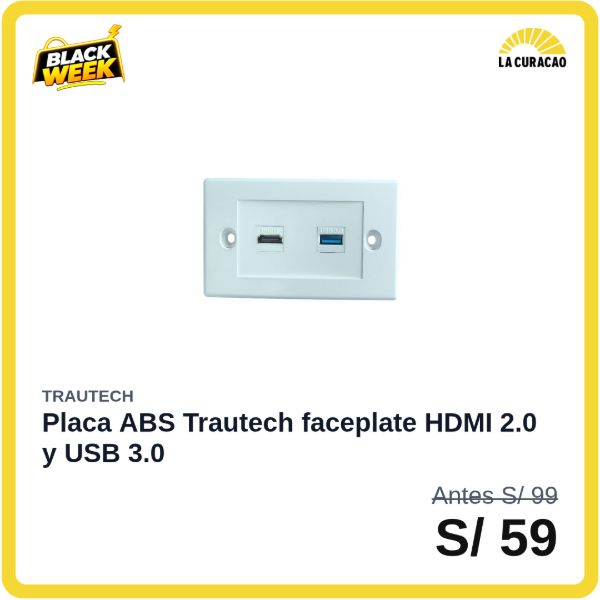 BLACK
WEEK
LA CURACAO
TRAUTECH
Placa ABS Trautech faceplate HDMI 2.0
y USB 3.0
Antes S/ 99
S/ 59